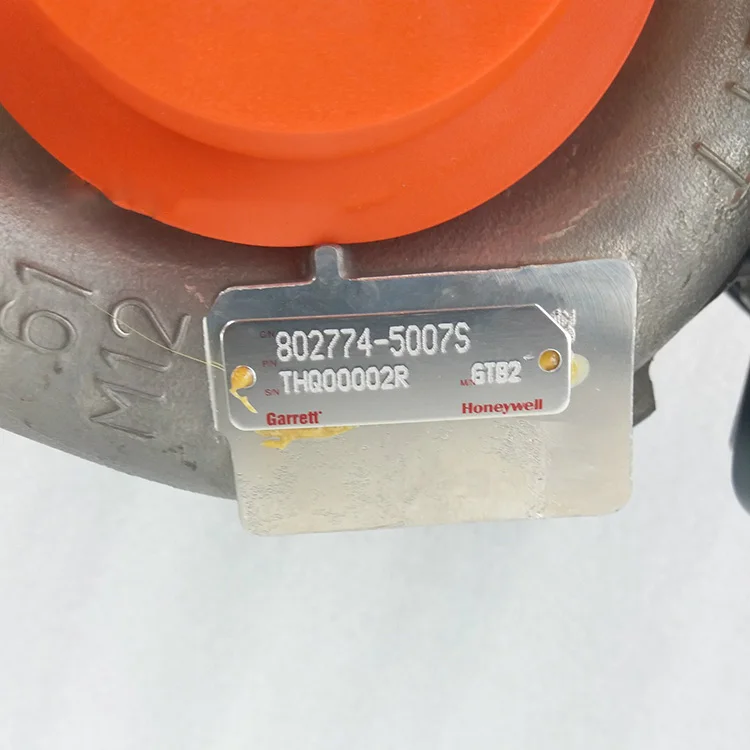 61
M12
C/N
P/N 802774-5007S
S/N THQ00002R M/N GTB2
Garrett Honeywell